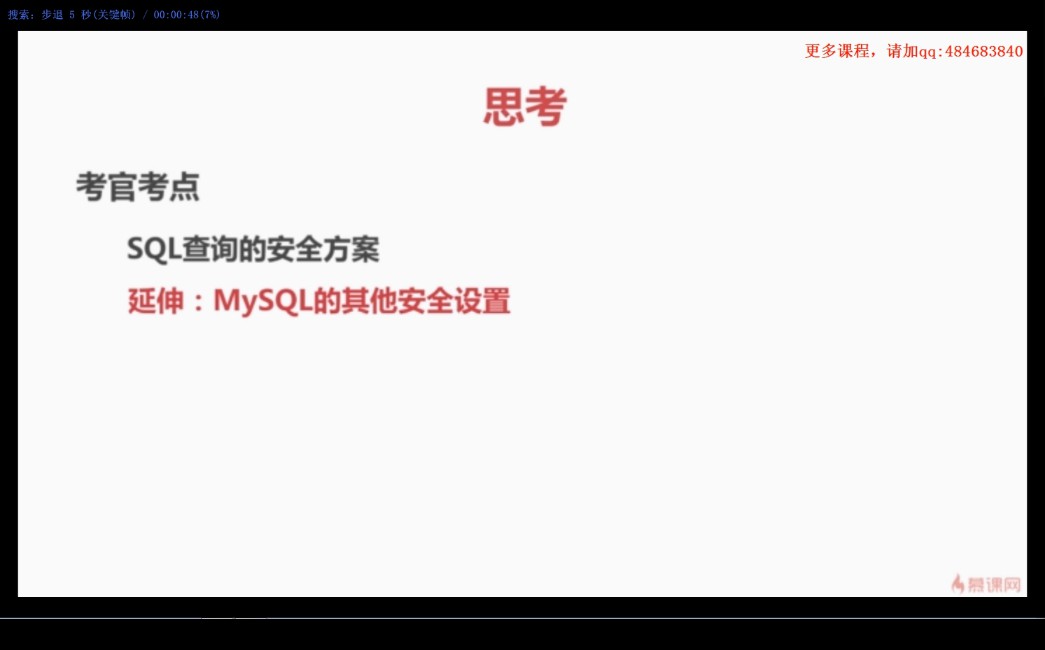 搜索: 步退 5 秒(关键帧) / 00:00:48(7%)
更多课程，请加qq:484683840
思考
考官考点
SQL查询的安全方案
延伸：MySQL的其他安全设置
慕课网